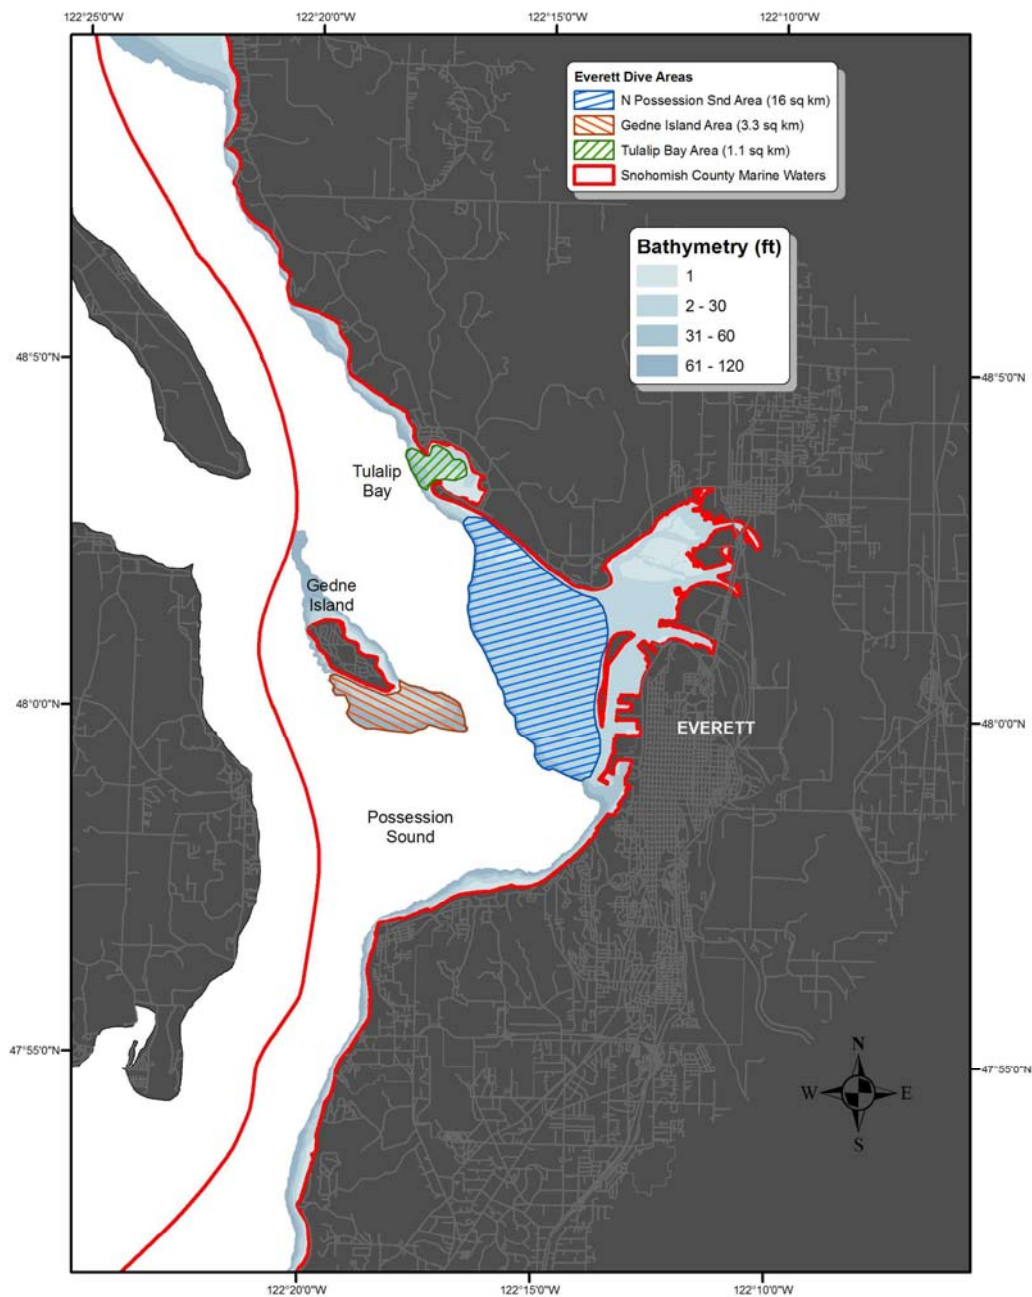 122°25'0"W 122°20'0"W 122°15'0"W 122°10'0"W
Everett Dive Areas
N Possession Snd Area (16 sq km)
Gedne Island Area (3.3 sq km)
Tulalip Bay Area (1.1 sq km)
Snohomish County Marine Waters
Bathymetry (ft)
1
2 - 30
31 - 60
61 - 120
48°5'0"N
48°5'0"N
Tulalip
Bay
Gedne
Island
48°0'0"N
EVERETT
48°0'0"N
Possession
Sound
47°55'0"N
N
47°55'0"N
W E
S
122°20'0"W 122°15'0"W 122°10'0"W